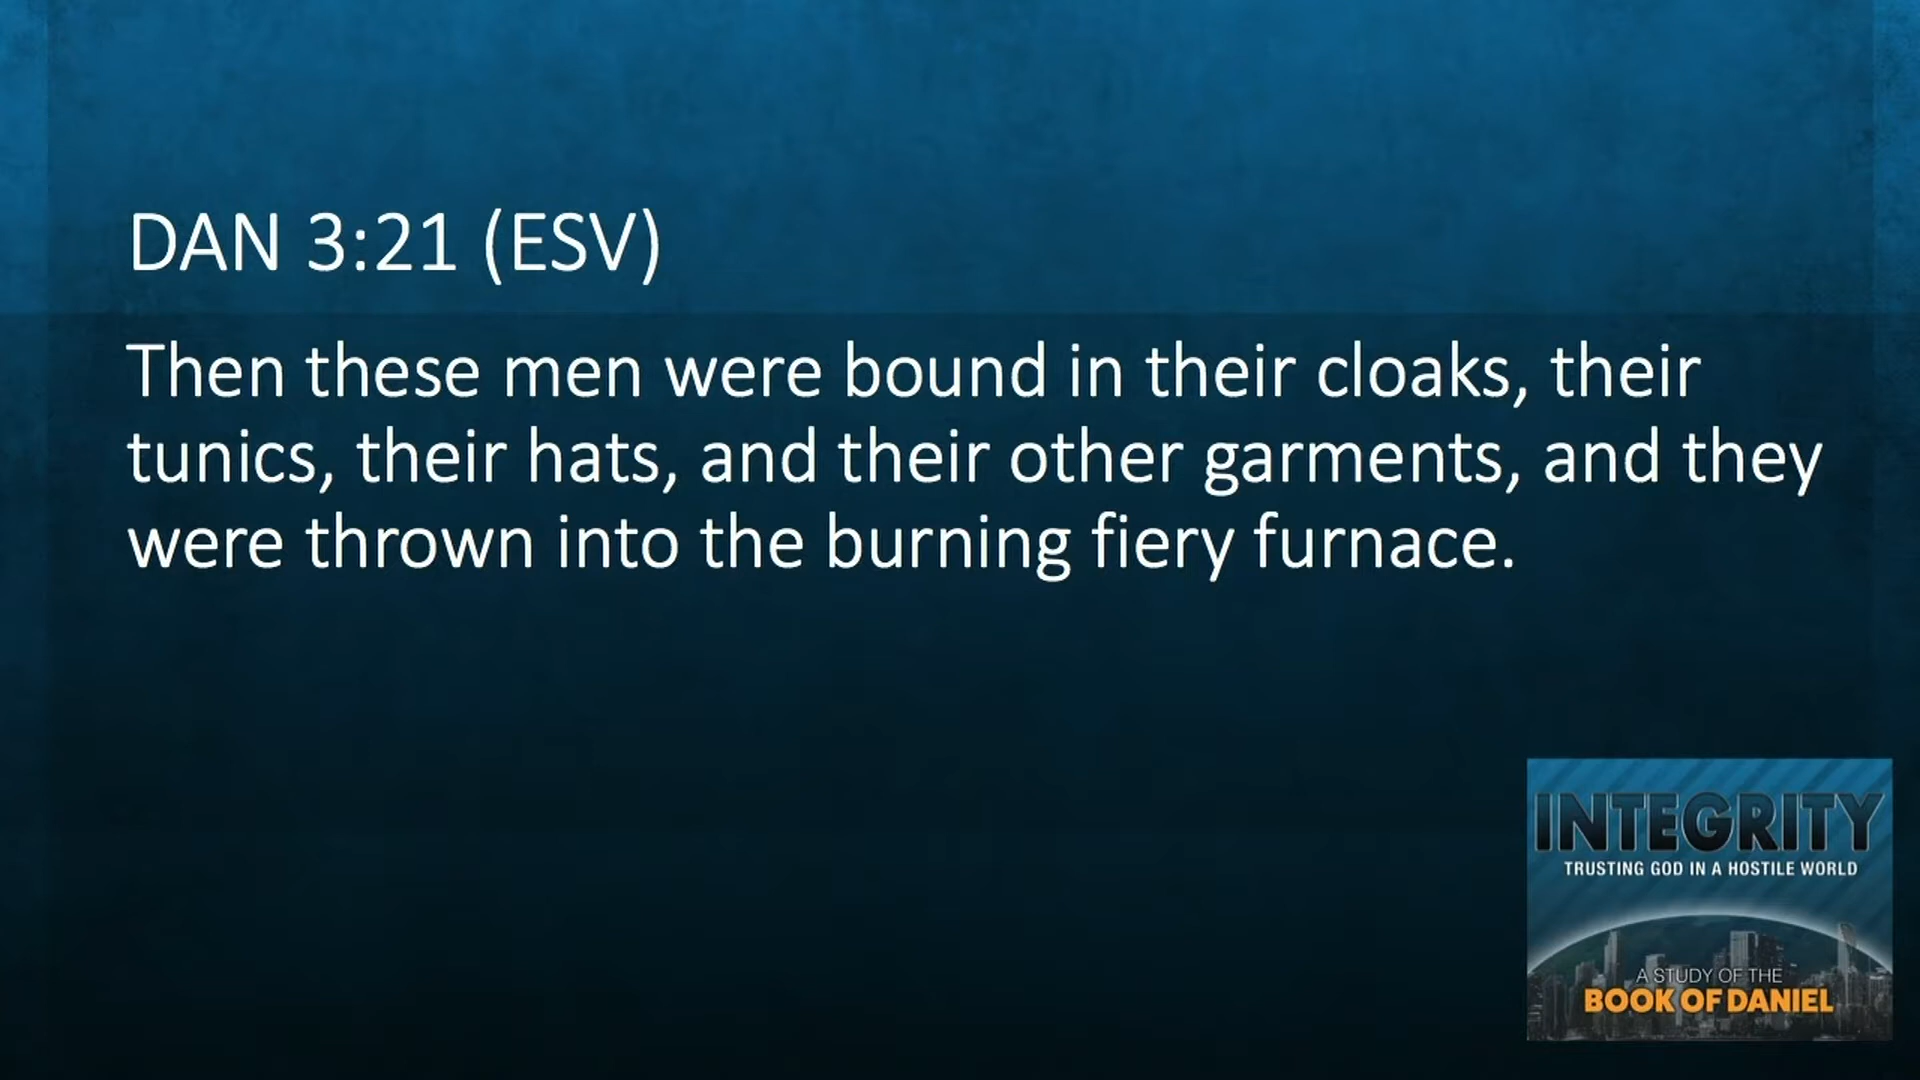 DAN 3:21 (ESV)
Then these men were bound in their cloaks, their
tunics, their hats, and their other garments, and they
were thrown into the burning fiery furnace.
INTEGRITY
TRUSTING GOD IN A HOSTILE WORLD
A STUDY OF THE
BOOK OF DANIEL